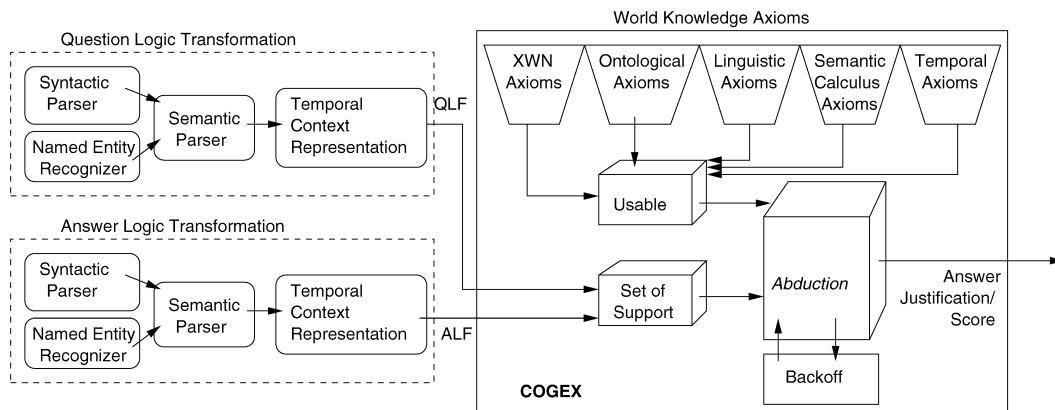 World Knowledge Axioms
Question Logic Transformation
Syntactic
Parser
Named Entity
Recognizer
Semantic
Parser
Temporal
Context
Representation
QLF
XWN
Axioms
Ontological
Axioms
Linguistic
Axioms
Semantic
Calculus
Axioms
Temporal
Axioms
Usable
Answer Logic Transformation
Syntactic
Parser
Named Entity
Recognizer
Semantic
Parser
Temporal
Context
Representation
ALF
Set of
Support
Abduction
Answer
Justification/
Score
Backoff
COGEX